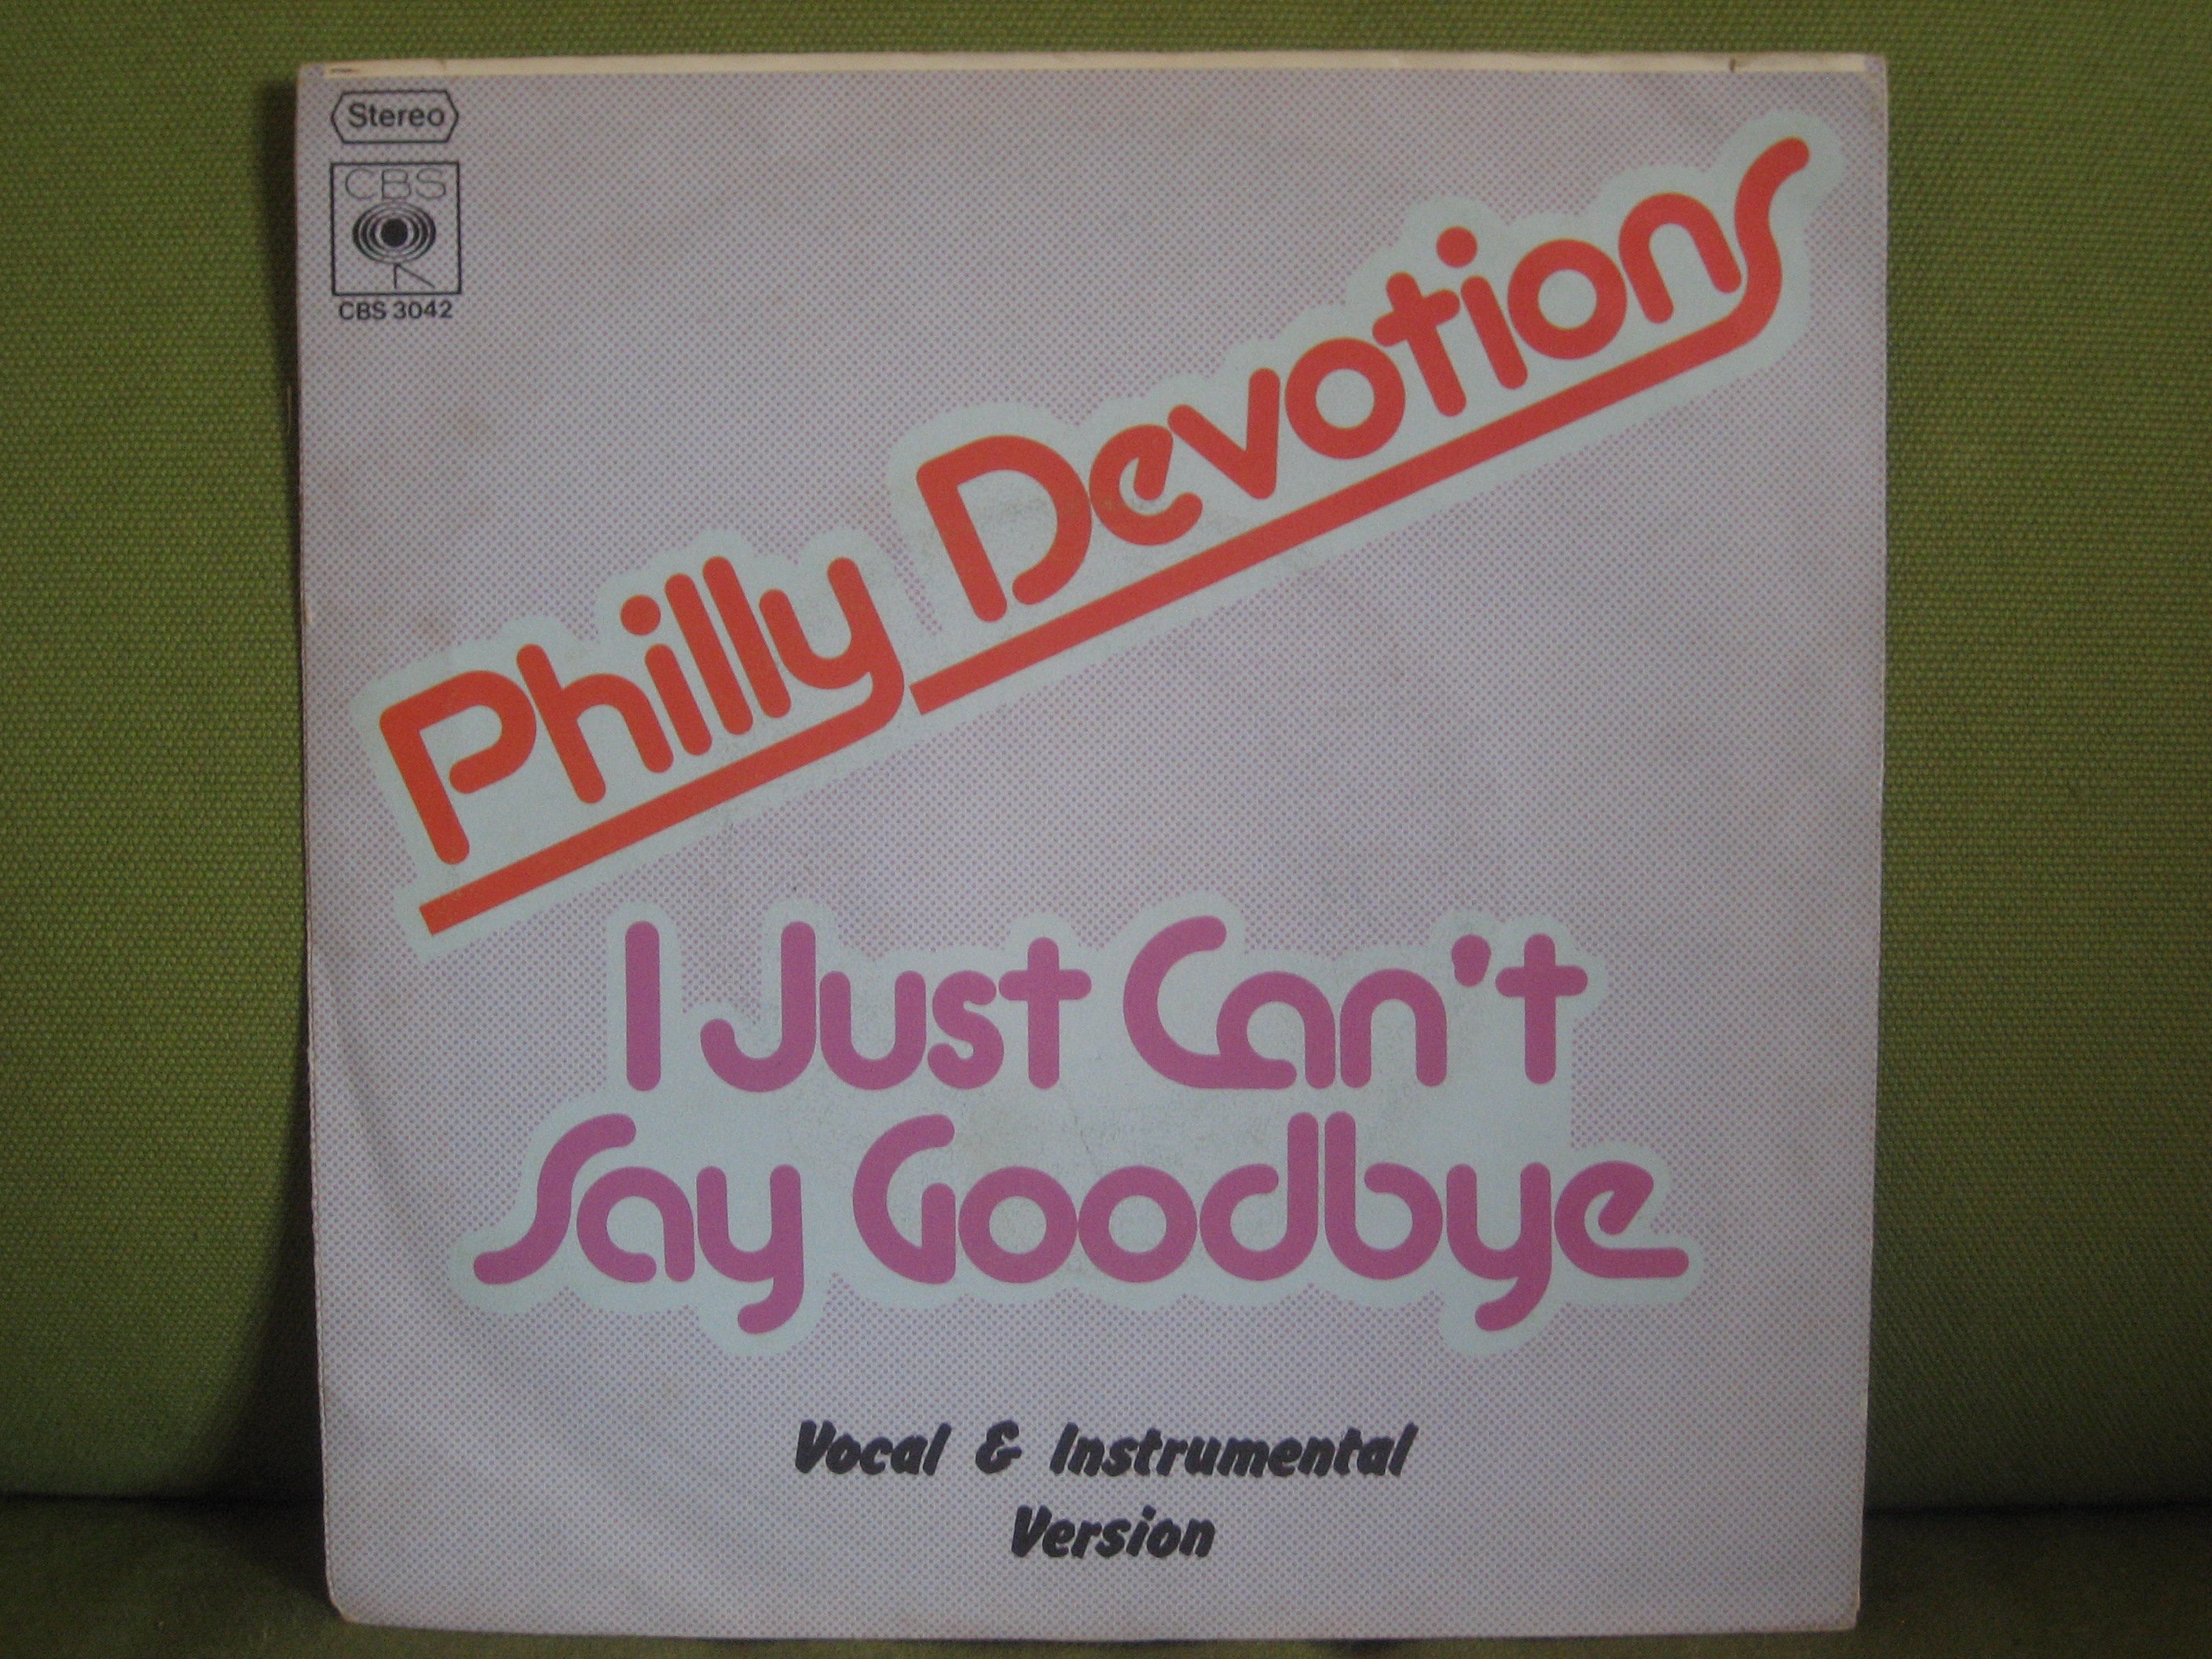 Stereo
CBS
CBS 3042
Philly Devotions
I Just Can't
Say Goodbye
Vocal & Instrumental
Version